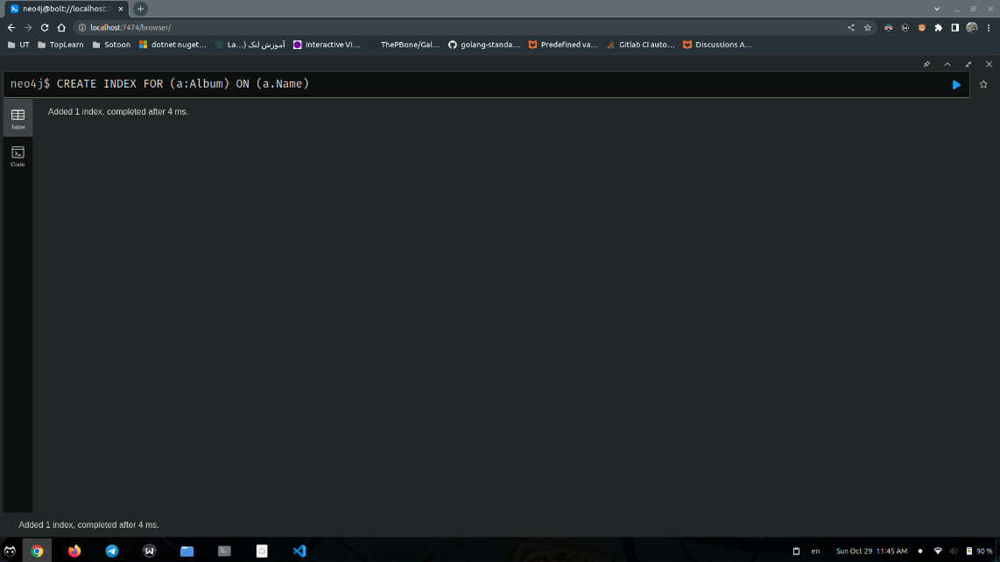 neo4j@bolt://localhost:7
localhost:7474/browser/
UT TopLearn Sotoon dotnet nuget... آموزش لنک (...La Interactive Vi... ThePBone/Gal... golang-standa... Predefined va... Gitlab CI auto... Discussions A...
neo4j$ CREATE INDEX FOR (a:Album) ON (a.Name)
Added 1 index, completed after 4 ms.
Table
Code
Added 1 index, completed after 4 ms.
en Sun Oct 29 11:45 AM 90 %